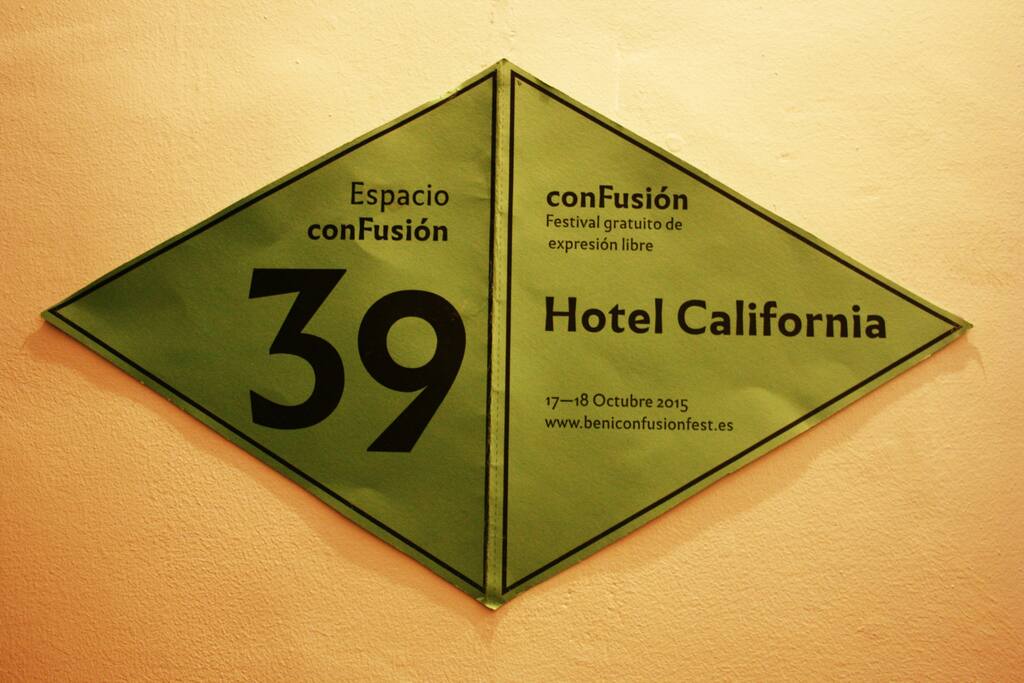 Espacio
conFusión
39
conFusión
Festival gratuito de
expresión libre
Hotel California
17—18 Octubre 2015
www.beniconfusionfest.es